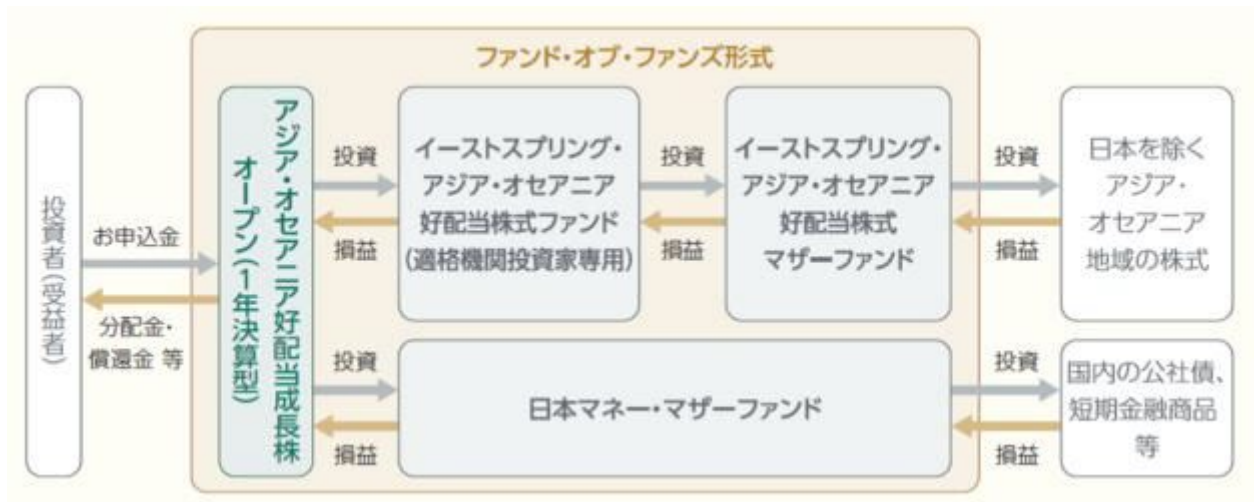 ファンド・オブ・ファンズ形式
投資者(受益者)
お申込金
分配金・
償還金 等
アジア・オセアニア好配当成長株
オープン(1年決算型)
投資
損益
イーストスプリング・
アジア・オセアニア
好配当株式ファンド
(適格機関投資家専用)
投資
損益
イーストスプリング・
アジア・オセアニア
好配当株式
マザーファンド
投資
損益
日本を除く
アジア・
オセアニア
地域の株式
投資
損益
日本マネー・マザーファンド
投資
損益
国内の公社債、
短期金融商品
等